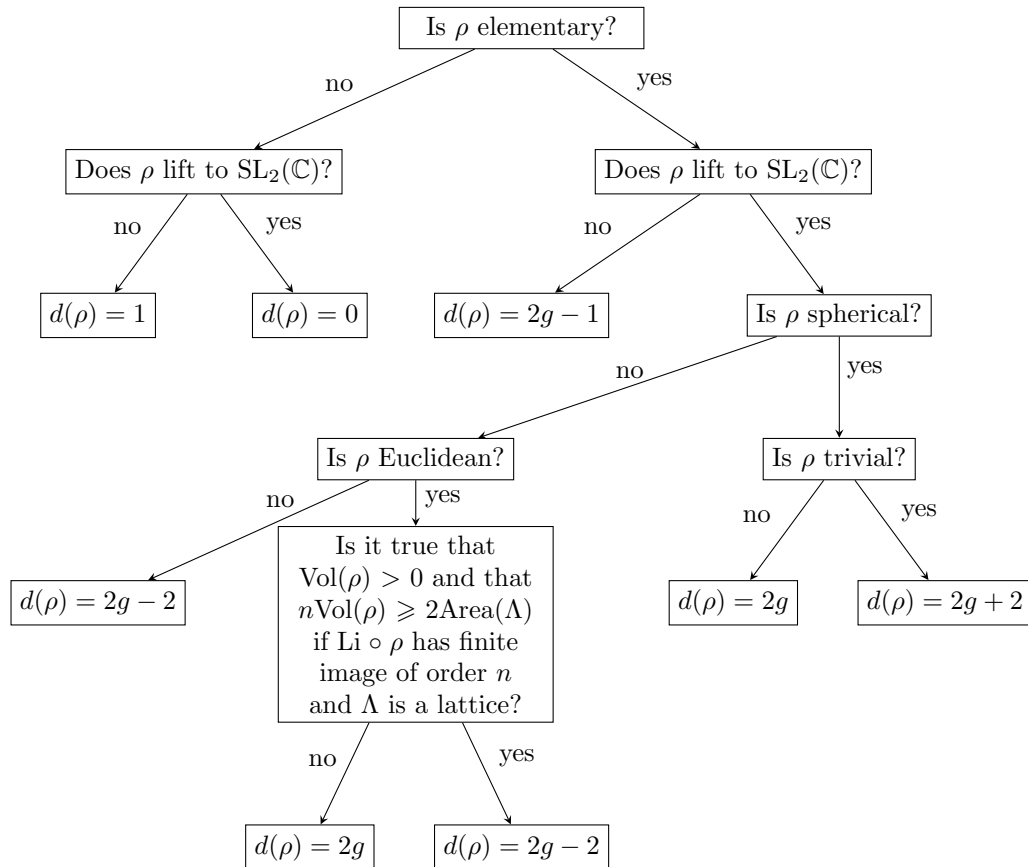 Is ρ elementary?
no
yes
Does ρ lift to SL₂(ℂ)?
Does ρ lift to SL₂(ℂ)?
no
yes
no
yes
d(ρ) = 1
d(ρ) = 0
d(ρ) = 2g − 1
Is ρ spherical?
no
yes
Is ρ Euclidean?
Is ρ trivial?
no
yes
no
yes
Is it true that
Vol(ρ) > 0 and that
nVol(ρ) ⩾ 2Area(Λ)
if Li ∘ ρ has finite
image of order n
and Λ is a lattice?
d(ρ) = 2g − 2
d(ρ) = 2g
d(ρ) = 2g + 2
no
yes
d(ρ) = 2g
d(ρ) = 2g − 2